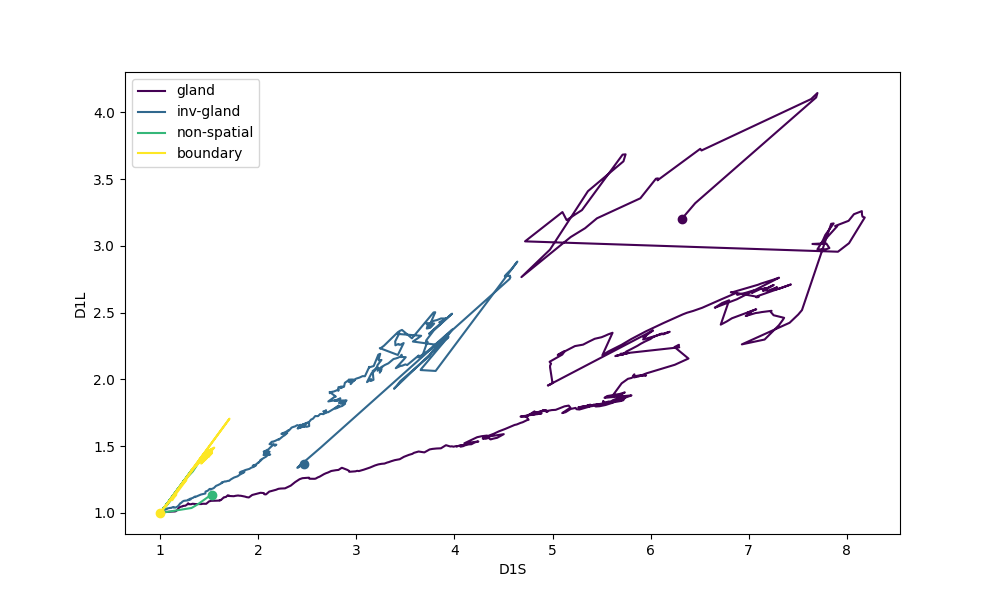 gland
inv-gland
non-spatial
boundary
4.0
3.5
3.0
2.5
2.0
1.5
1.0
D1L
1 2 3 4 5 6 7 8
D1S